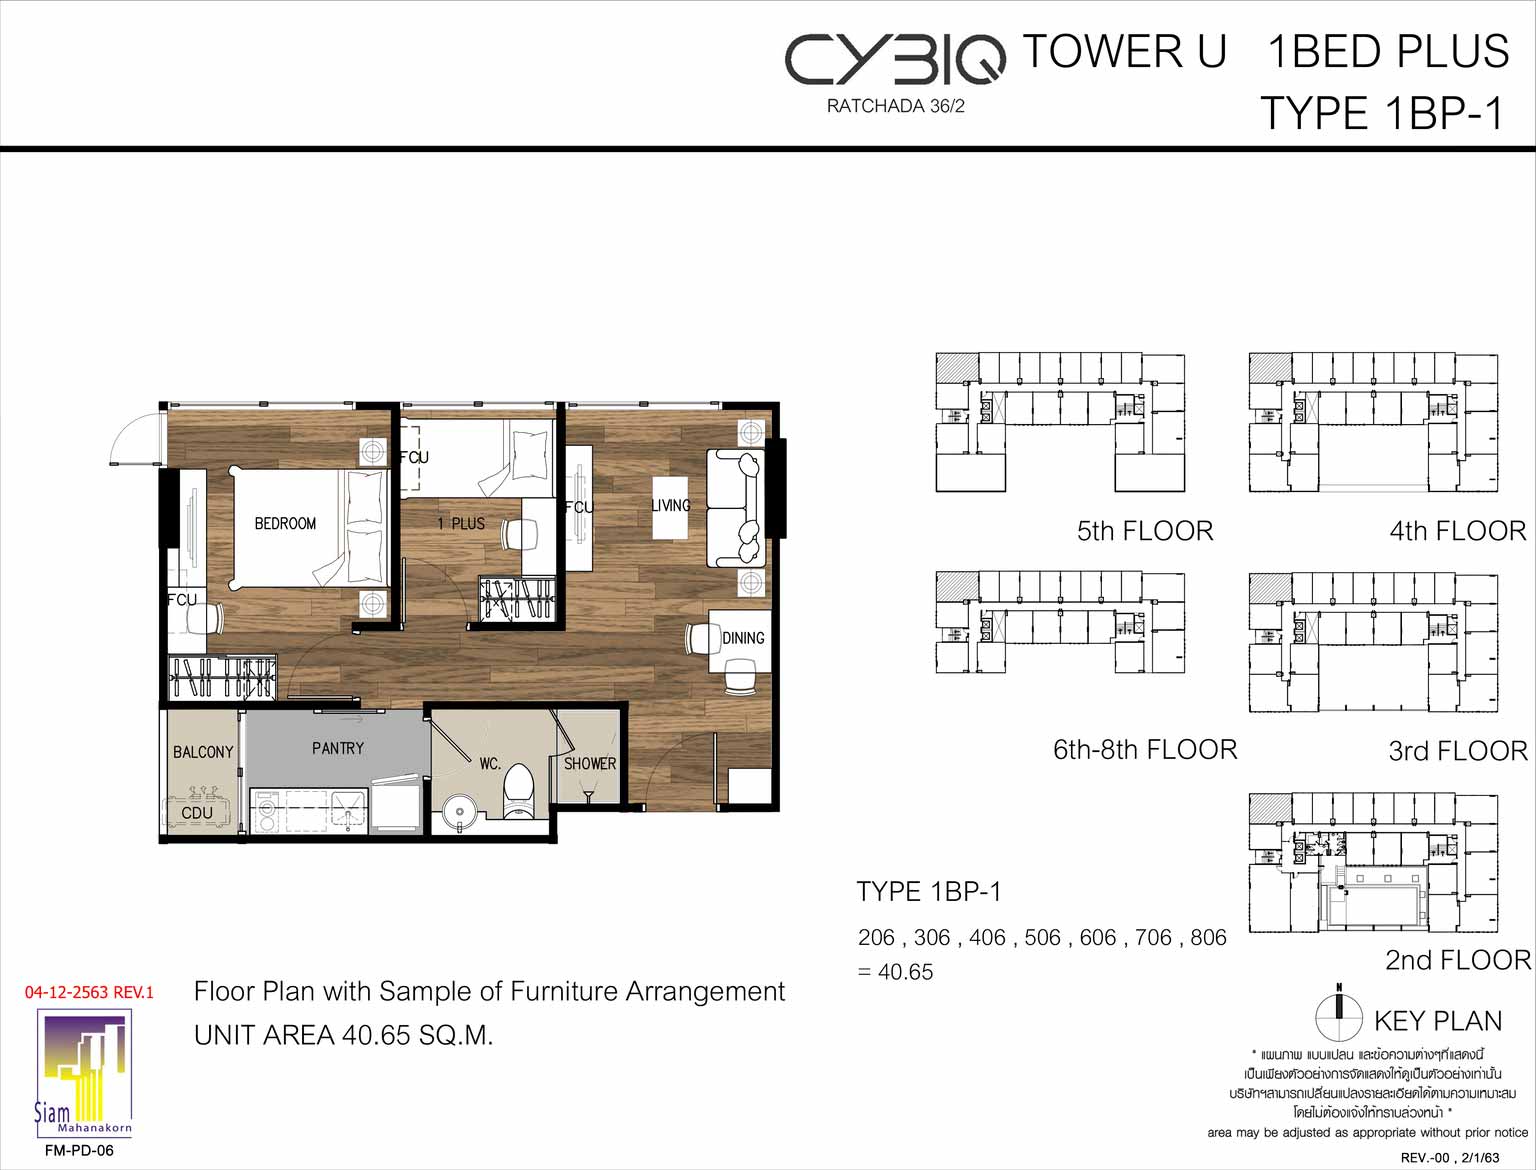 CYBIQ TOWER U 1BED PLUS
RATCHADA 36/2
TYPE 1BP-1
FCU
FCU
LIVING
BEDROOM
1 PLUS
FCU
DINING
BALCONY
PANTRY
WC.
SHOWER
CDU
5th FLOOR
4th FLOOR
6th-8th FLOOR
3rd FLOOR
2nd FLOOR
TYPE 1BP-1
206 , 306 , 406 , 506 , 606 , 706 , 806
= 40.65
04-12-2563 REV.1
Floor Plan with Sample of Furniture Arrangement
UNIT AREA 40.65 SQ.M.
Siam
Mahanakorn
FM-PD-06
N
KEY PLAN
* แผนภาพ แบบแปลน และข้อความต่างๆที่แสดงนี้
เป็นเพียงตัวอย่างการจัดแสดงให้ดูเป็นตัวอย่างเท่านั้น
บริษัทฯสามารถเปลี่ยนแปลงรายละเอียดได้ตามความเหมาะสม
โดยไม่ต้องแจ้งให้ทราบล่วงหน้า *
area may be adjusted as appropriate without prior notice
REV.-00 , 2/1/63